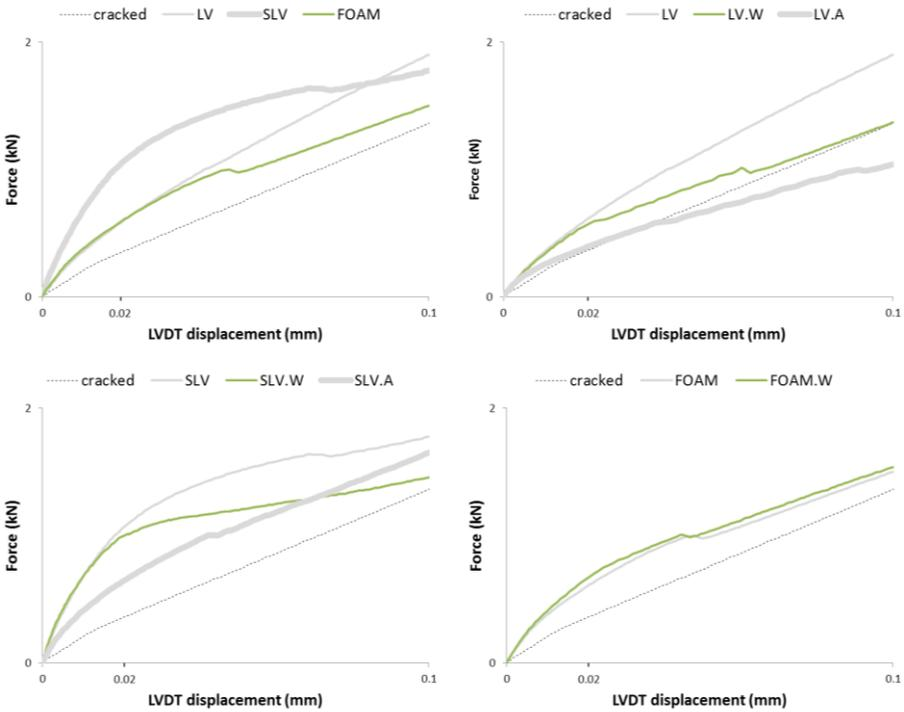 cracked LV SLV FOAM
2
Force (kN)
0
0 0.02 0.1
LVDT displacement (mm)
cracked LV LV.W LV.A
2
Force (kN)
0
0 0.02 0.1
LVDT displacement (mm)
cracked SLV SLV.W SLV.A
2
Force (kN)
0
0 0.02 0.1
LVDT displacement (mm)
cracked FOAM FOAM.W
2
Force (kN)
0
0 0.02 0.1
LVDT displacement (mm)